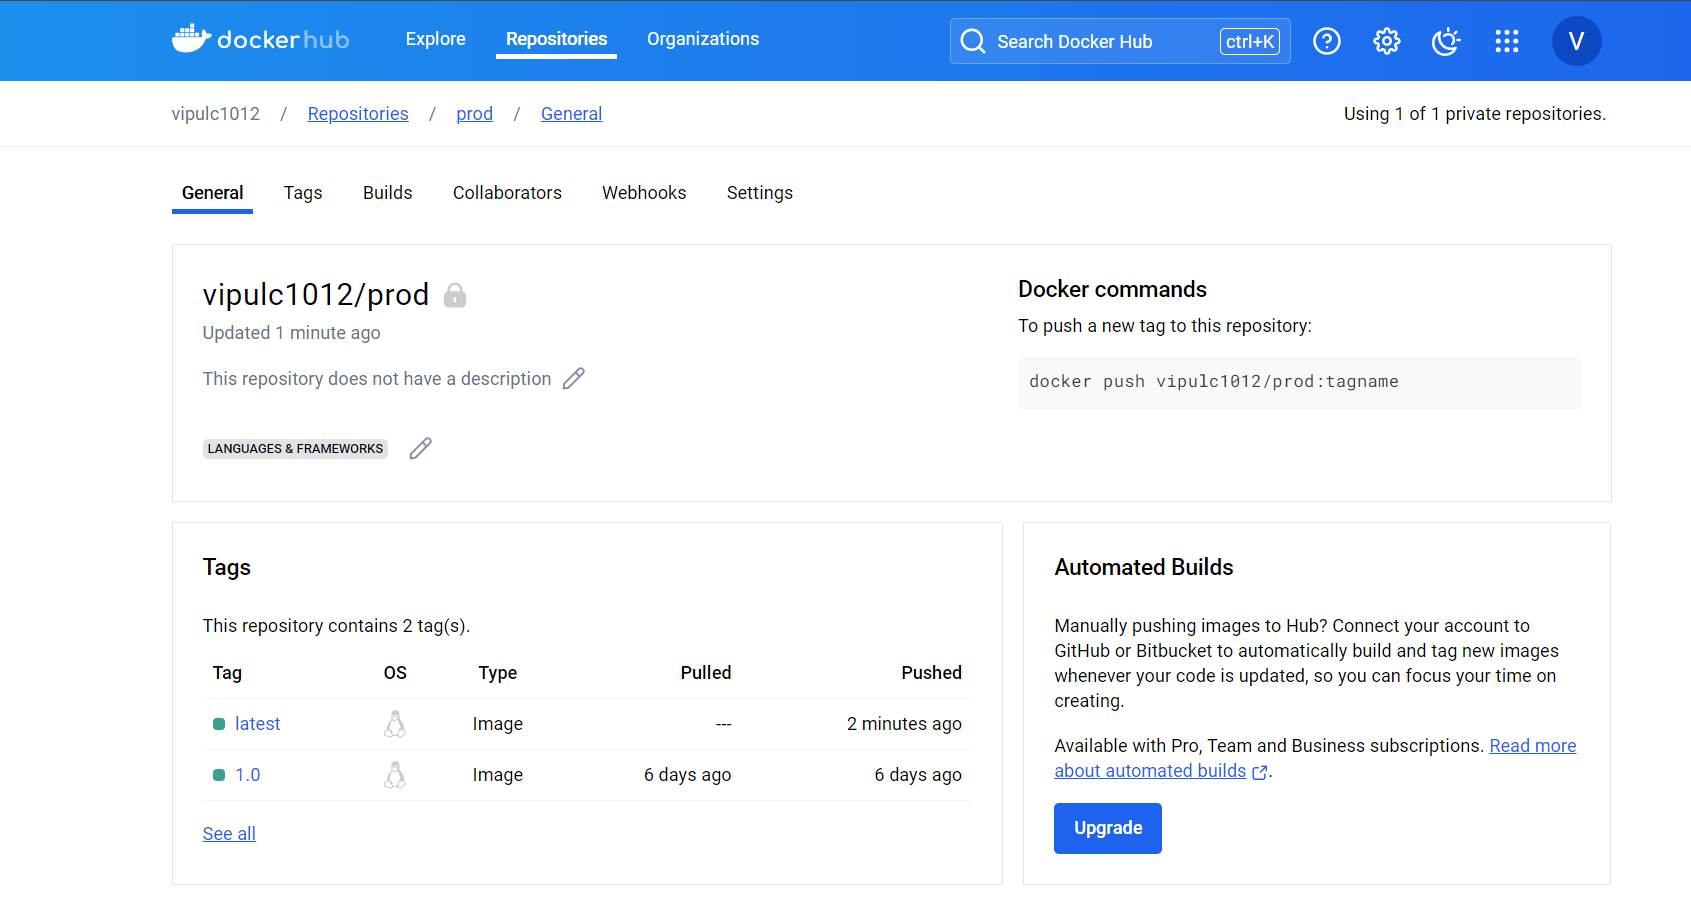 dockerhub Explore Repositories Organizations Search Docker Hub ctrl+K ? V
vipulc1012 / Repositories / prod / General Using 1 of 1 private repositories.
General Tags Builds Collaborators Webhooks Settings
vipulc1012/prod
Updated 1 minute ago
This repository does not have a description
LANGUAGES & FRAMEWORKS
Docker commands
To push a new tag to this repository:
docker push vipulc1012/prod:tagname
Tags
This repository contains 2 tag(s).
Tag OS Type Pulled Pushed
latest Image --- 2 minutes ago
1.0 Image 6 days ago 6 days ago
See all
Automated Builds
Manually pushing images to Hub? Connect your account to
GitHub or Bitbucket to automatically build and tag new images
whenever your code is updated, so you can focus your time on
creating.
Available with Pro, Team and Business subscriptions. Read more
about automated builds.
Upgrade